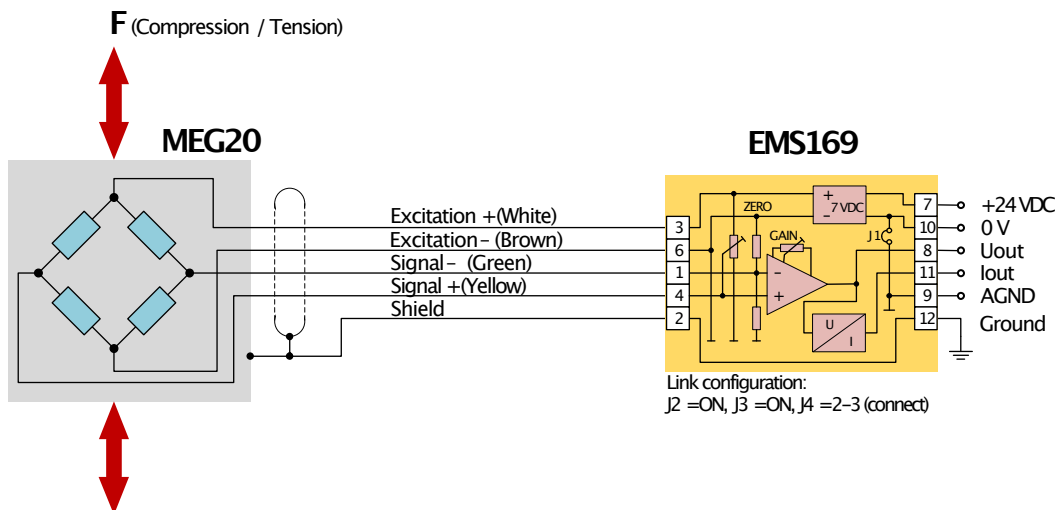 F (Compression / Tension)
MEG20
EMS169
Excitation +(White)
Excitation– (Brown)
Signal– (Green)
Signal +(Yellow)
Shield
3
6
1
4
2
ZERO
GAIN
+
7 VDC
–
J1
–
+
U
I
7
10
8
11
9
12
+24 VDC
0 V
Uout
Iout
AGND
Ground
Link configuration:
J2 =ON, J3 =ON, J4 =2–3 (connect)